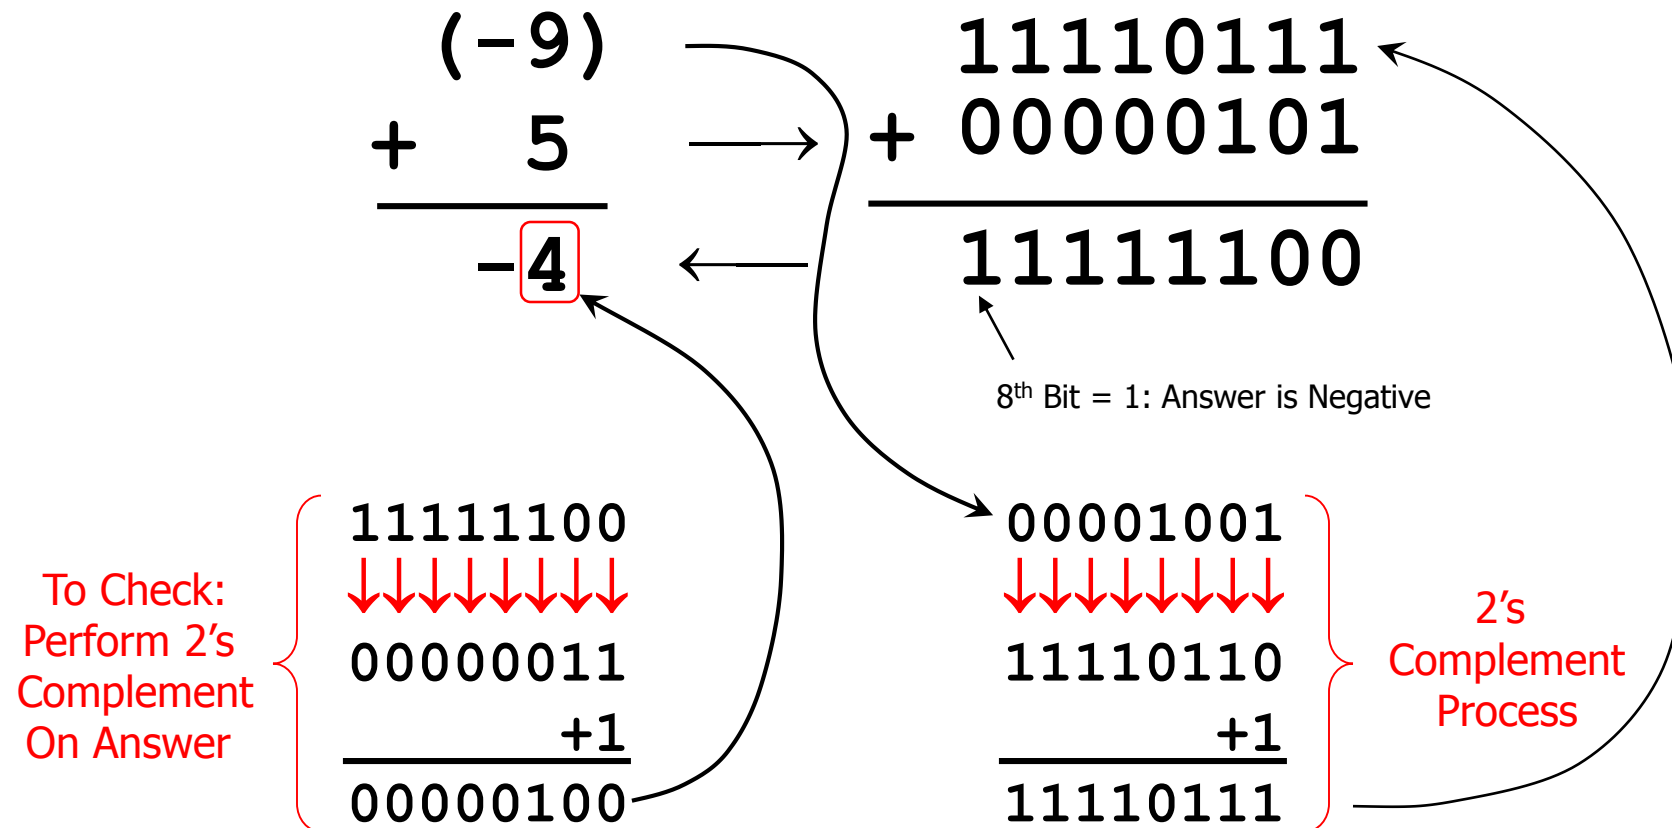 (-9)
+ 5
-4
11110111
+ 00000101
11111100
8th Bit = 1: Answer is Negative
To Check:
Perform 2's
Complement
On Answer
11111100
00000011
+1
00000100
00001001
11110110
+1
11110111
2's
Complement
Process